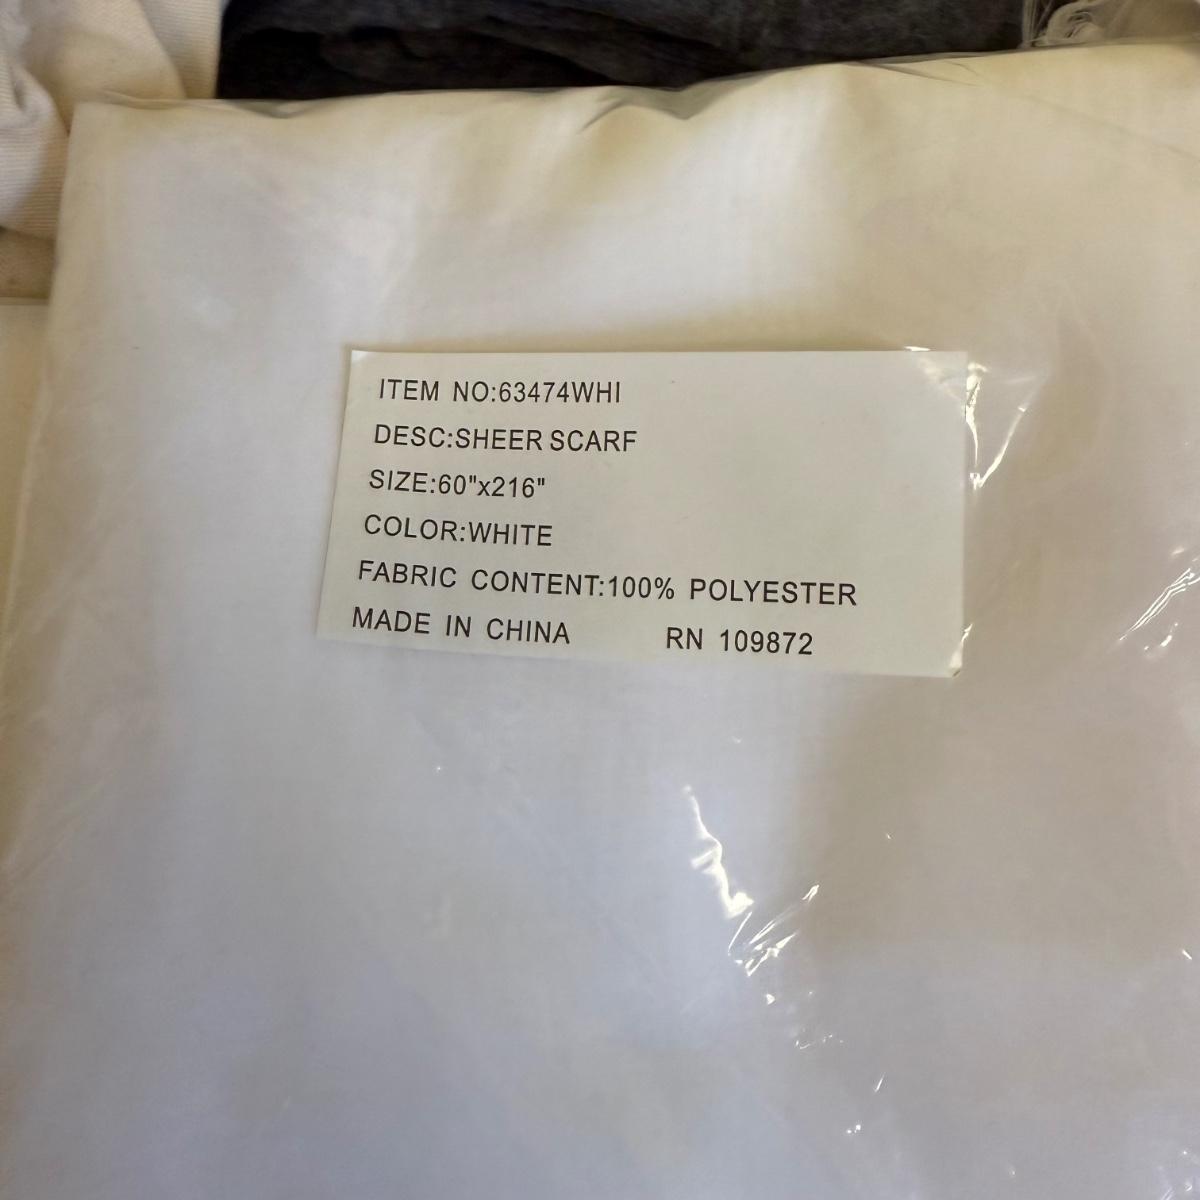 ITEM NO:63474WHI
DESC:SHEER SCARF
SIZE:60"x216"
COLOR:WHITE
FABRIC CONTENT:100% POLYESTER
MADE IN CHINA RN 109872